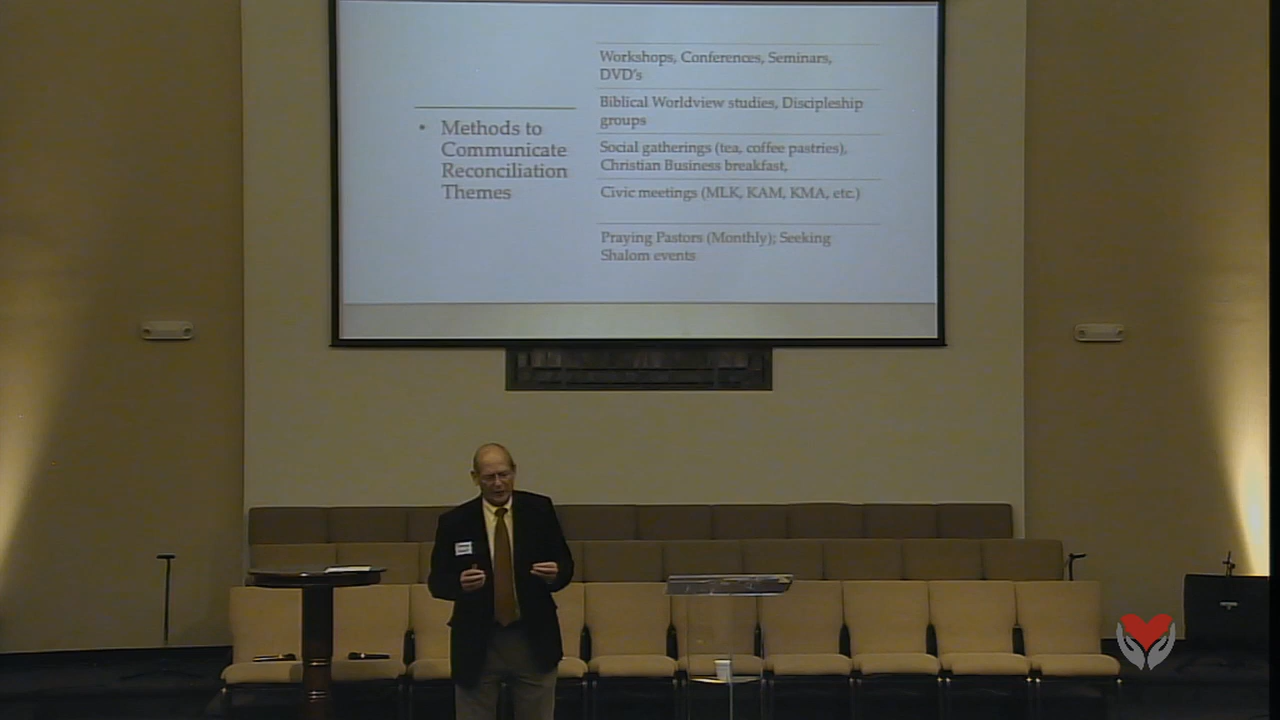 • Methods to
Communicate
Reconciliation
Themes
Workshops, Conferences, Seminars,
DVD's
Biblical Worldview studies, Discipleship
groups
Social gatherings (tea, coffee pastries),
Christian Business breakfast,
Civic meetings (MLK, KAM, KMA, etc.)
Praying Pastors (Monthly); Seeking
Shalom events